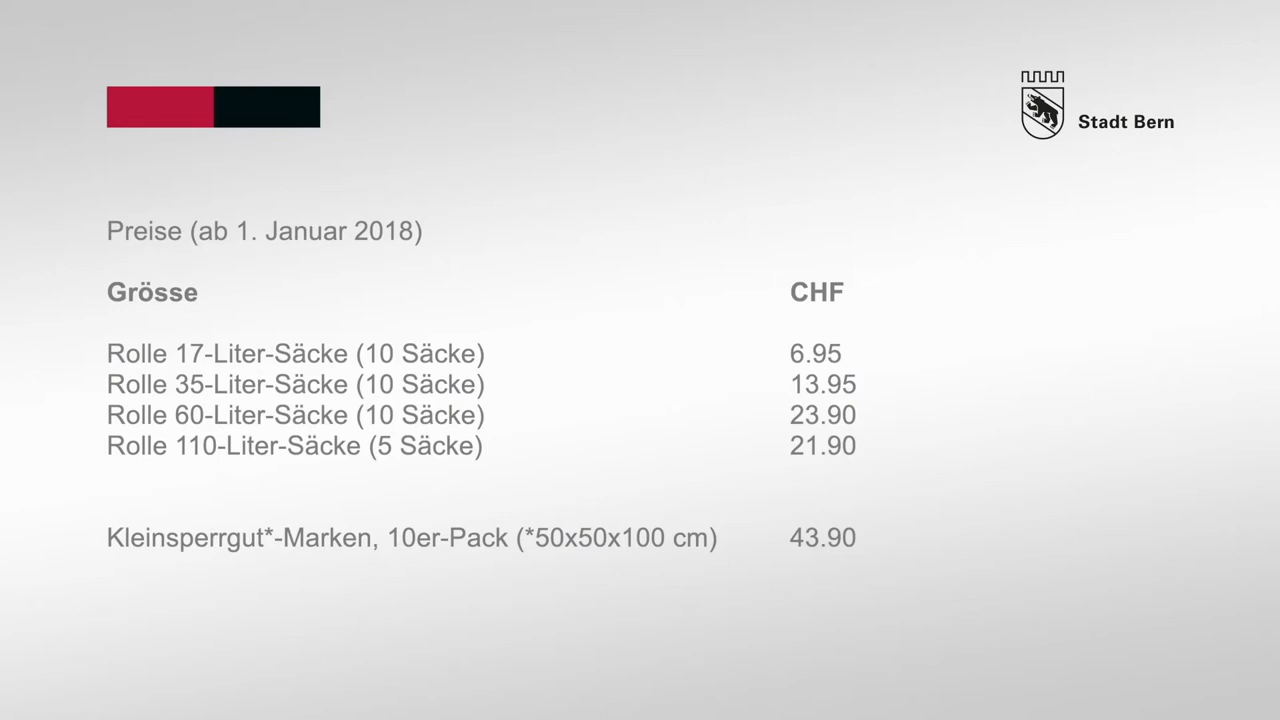 Stadt Bern
Preise (ab 1. Januar 2018)
Grösse CHF
Rolle 17-Liter-Säcke (10 Säcke) 6.95
Rolle 35-Liter-Säcke (10 Säcke) 13.95
Rolle 60-Liter-Säcke (10 Säcke) 23.90
Rolle 110-Liter-Säcke (5 Säcke) 21.90
Kleinsperrgut*-Marken, 10er-Pack (*50x50x100 cm) 43.90